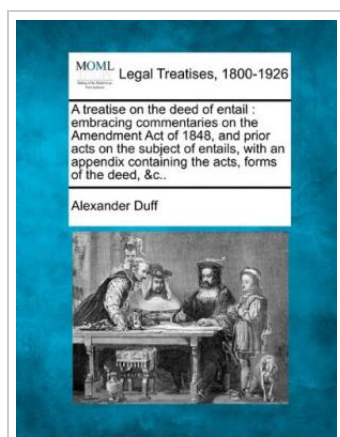 MOML
Legal Treatises, 1800-1926
A treatise on the deed of entail :
embracing commentaries on the
Amendment Act of 1848, and prior
acts on the subject of entails, with an
appendix containing the acts, forms
of the deed, &c..
Alexander Duff